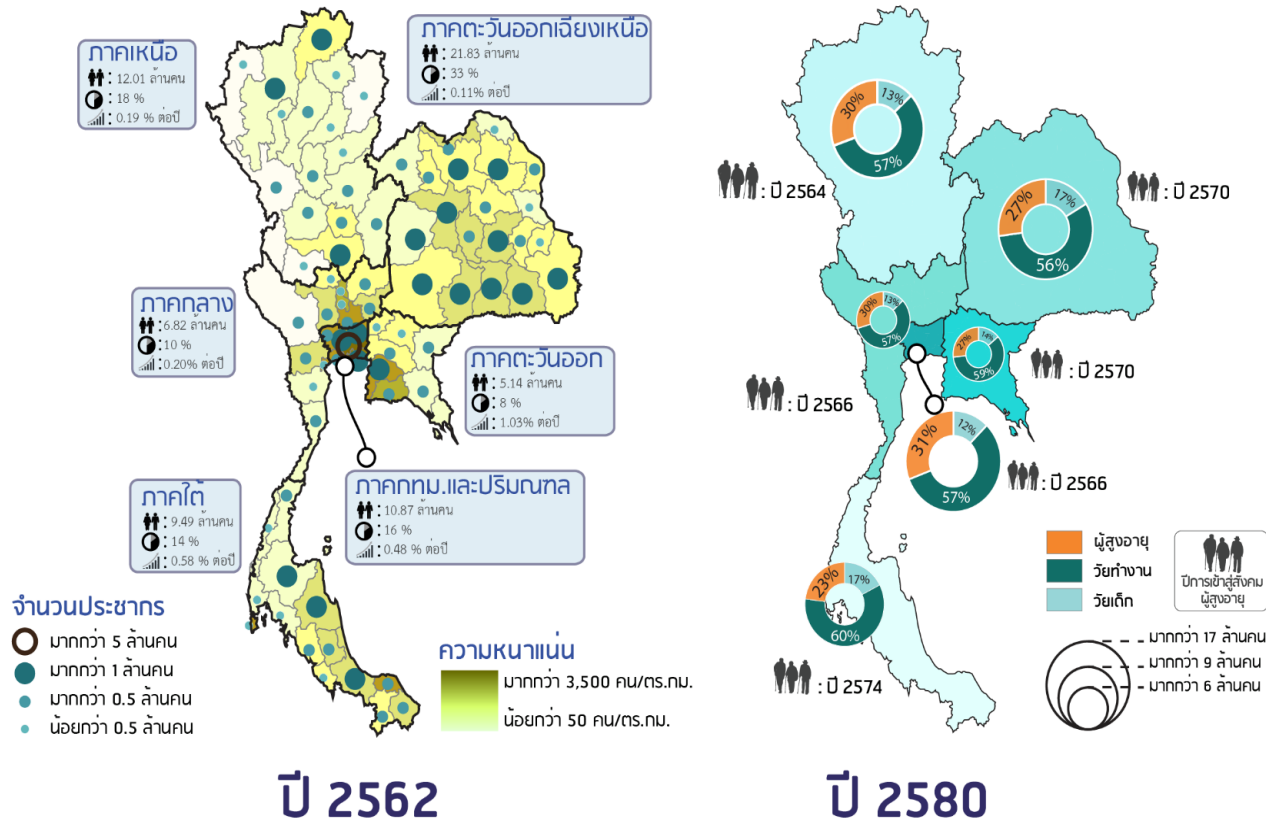 ภาคเหนือ
: 12.01 ล้านคน
: 18 %
: 0.19 % ต่อปี
ภาคตะวันออกเฉียงเหนือ
: 21.83 ล้านคน
: 33 %
: 0.11% ต่อปี
ภาคกลาง
: 6.82 ล้านคน
: 10 %
: 0.20% ต่อปี
ภาคตะวันออก
: 5.14 ล้านคน
: 8 %
: 1.03% ต่อปี
ภาคใต้
: 9.49 ล้านคน
: 14 %
: 0.58 % ต่อปี
ภาคกทม.และปริมณฑล
: 10.87 ล้านคน
: 16 %
: 0.48 % ต่อปี
จำนวนประชากร
มากกว่า 5 ล้านคน
มากกว่า 1 ล้านคน
มากกว่า 0.5 ล้านคน
น้อยกว่า 0.5 ล้านคน
ความหนาแน่น
มากกว่า 3,500 คน/ตร.กม.
น้อยกว่า 50 คน/ตร.กม.
ปี 2562
30%
13%
57%
: ปี 2564
27%
17%
56%
: ปี 2570
30%
13%
57%
: ปี 2566
27%
14%
59%
: ปี 2570
31%
12%
57%
: ปี 2566
23%
17%
60%
: ปี 2574
ผู้สูงอายุ
วัยทำงาน
วัยเด็ก
ปีการเข้าสู่สังคม
ผู้สูงอายุ
มากกว่า 17 ล้านคน
มากกว่า 9 ล้านคน
มากกว่า 6 ล้านคน
ปี 2580